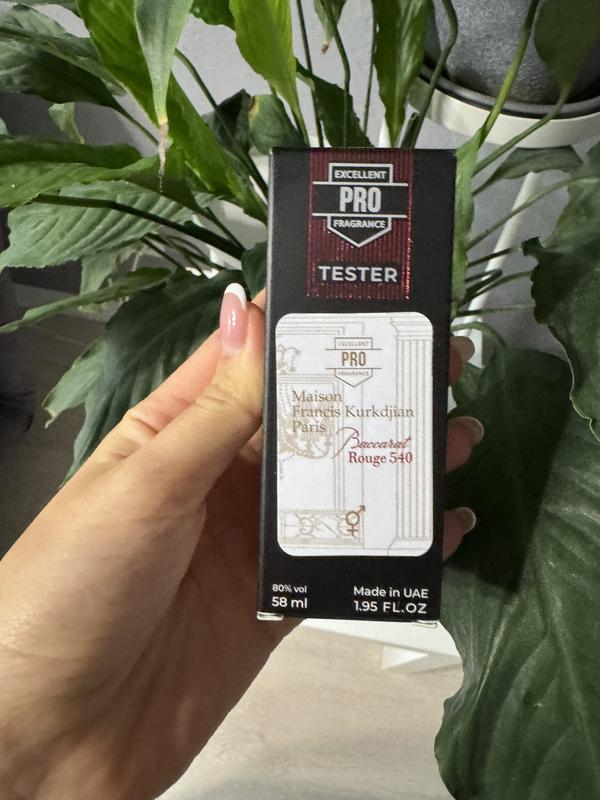 EXCELLENT
PRO
FRAGRANCE
TESTER
EXCELLENT
PRO
FRAGRANCE
Maison
Francis Kurkdjian
Paris
Baccarat
Rouge 540
80% vol
58 ml
Made in UAE
1.95 FL.OZ